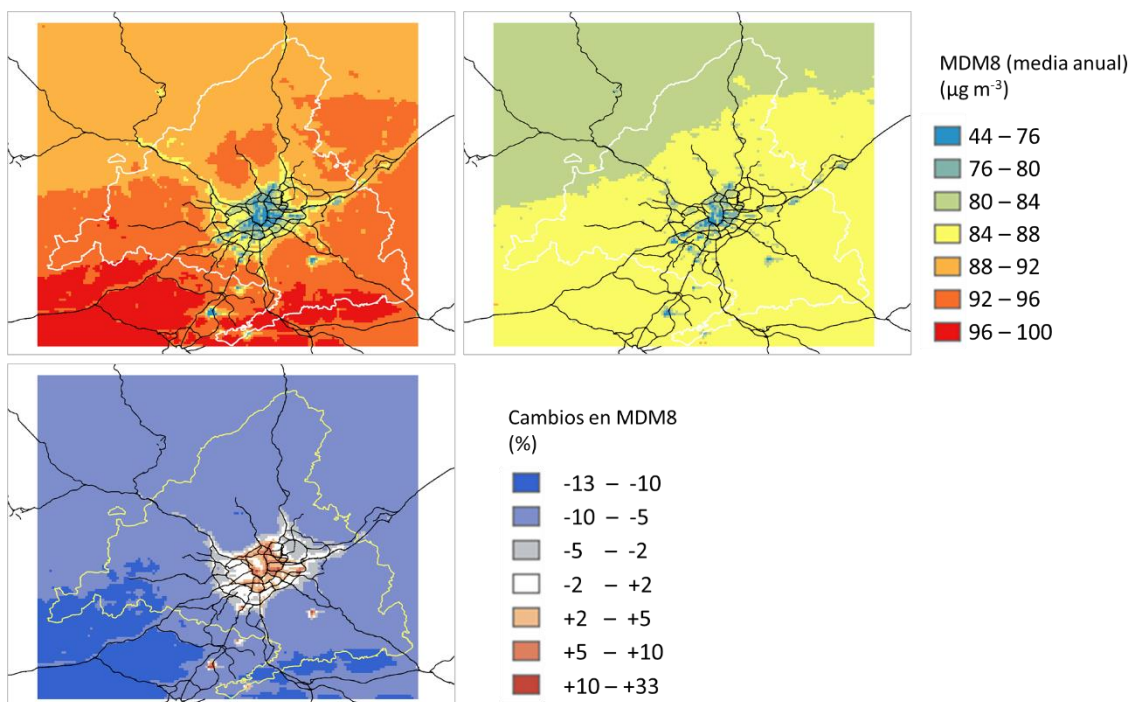 MDM8 (media anual)
(µg m⁻³)
44 – 76
76 – 80
80 – 84
84 – 88
88 – 92
92 – 96
96 – 100
Cambios en MDM8
(%)
-13 – -10
-10 – -5
-5 – -2
-2 – +2
+2 – +5
+5 – +10
+10 – +33